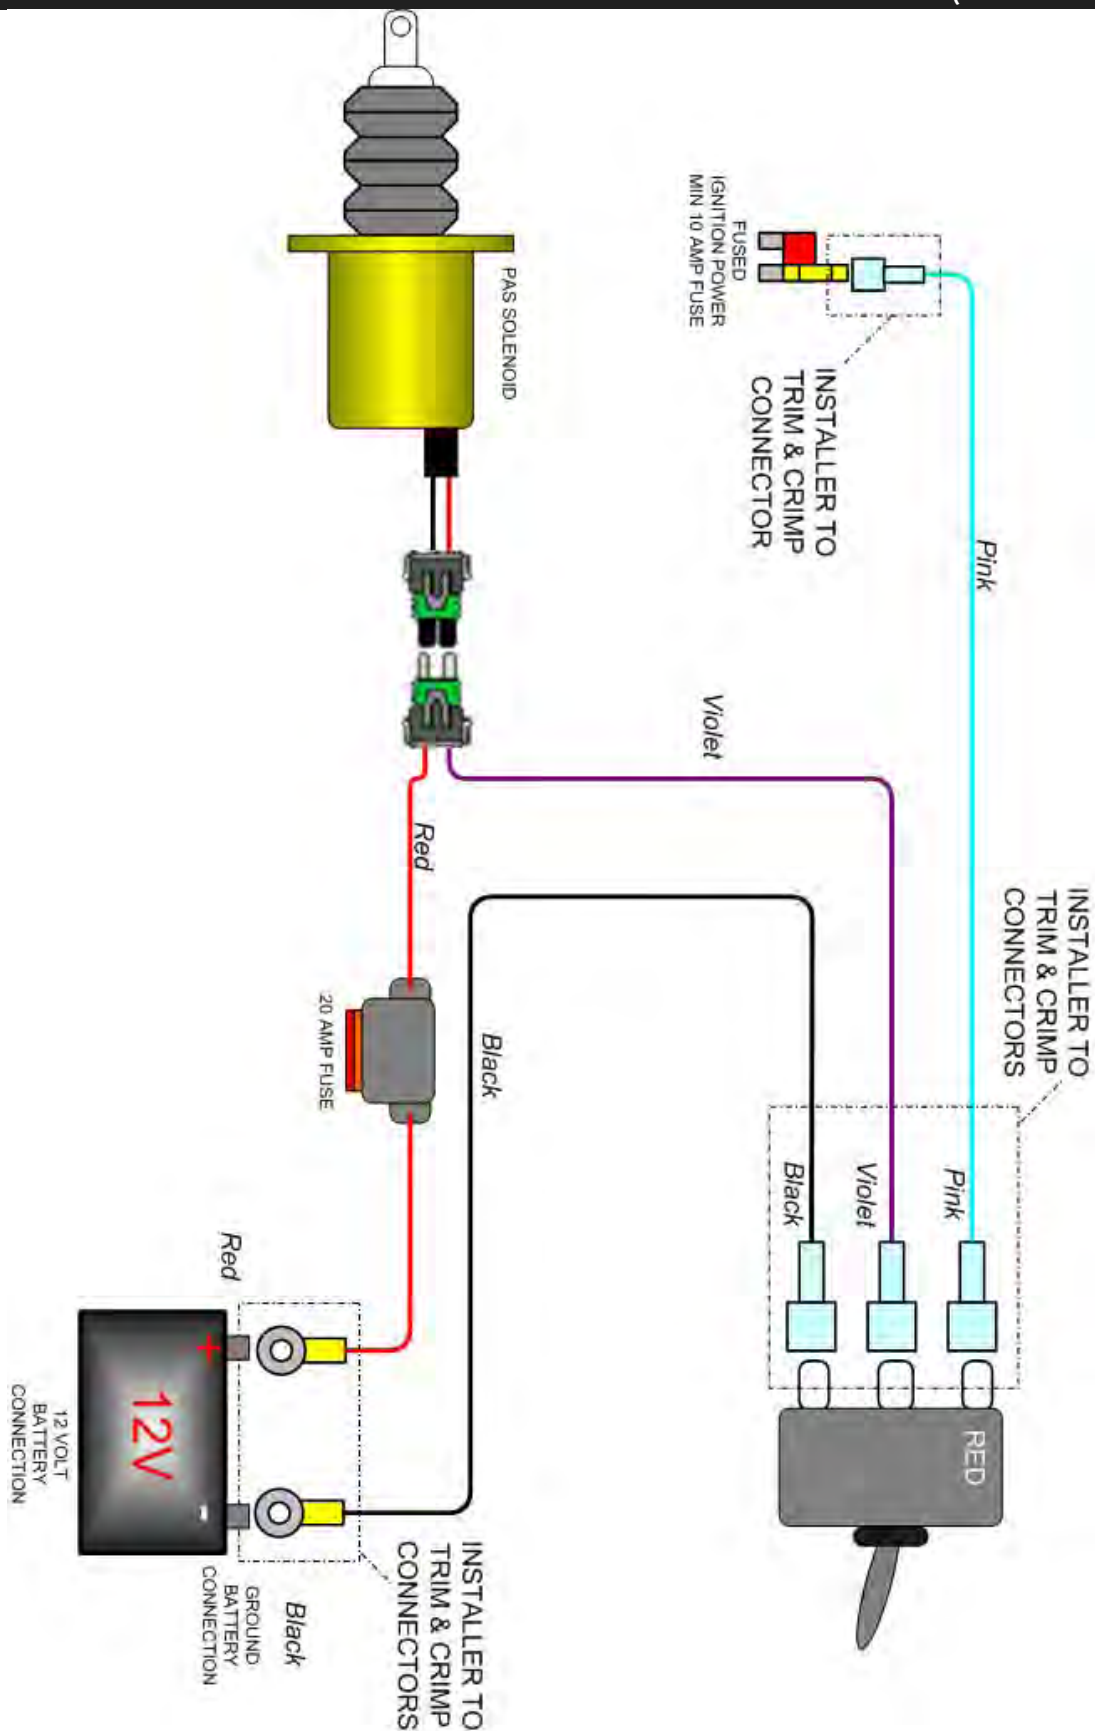 INSTALLER TO
TRIM & CRIMP
CONNECTORS
Pink
FUSED
IGNITION POWER
MIN 10 AMP FUSE
INSTALLER TO
TRIM & CRIMP
CONNECTOR
Violet
Pink
Violet
Black
RED
PAS SOLENOID
Red
Black
20 AMP FUSE
INSTALLER TO
TRIM & CRIMP
CONNECTORS
Red
Black
+
12V
-
12 VOLT
BATTERY
CONNECTION
GROUND
BATTERY
CONNECTION